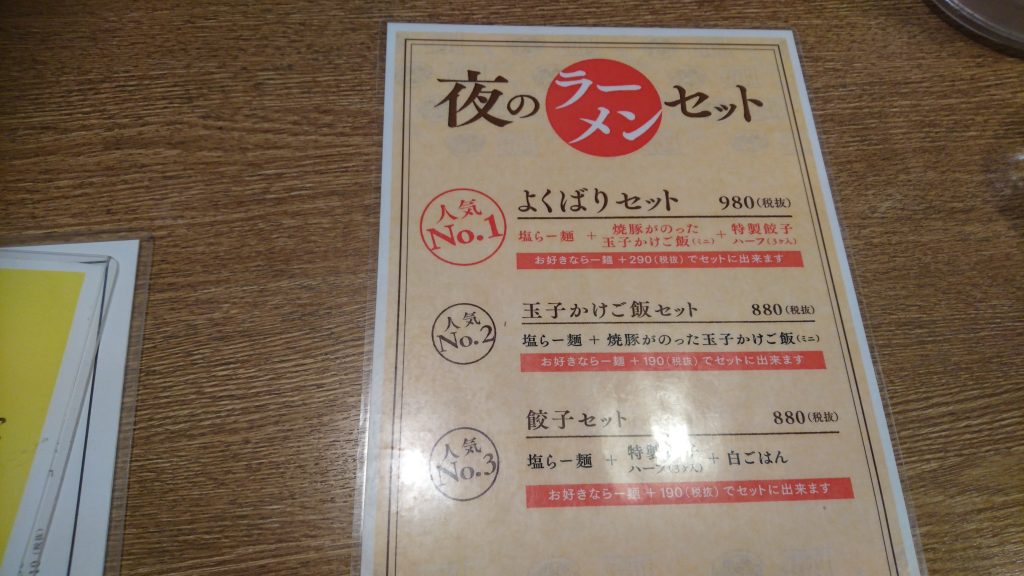 夜のラーメンセット
人気
No.1
よくばりセット 980(税抜)
塩らー麺 + 焼豚がのった玉子かけご飯(ミニ) + 特製餃子ハーフ(3ヶ入)
お好きならー麺 +290(税抜)でセットに出来ます
人気
No.2
玉子かけご飯セット 880(税抜)
塩らー麺 + 焼豚がのった玉子かけご飯(ミニ)
お好きならー麺 +190(税抜)でセットに出来ます
人気
No.3
餃子セット 880(税抜)
塩らー麺 + 特製餃子ハーフ(3ヶ入) + 白ごはん
お好きならー麺 +190(税抜)でセットに出来ます